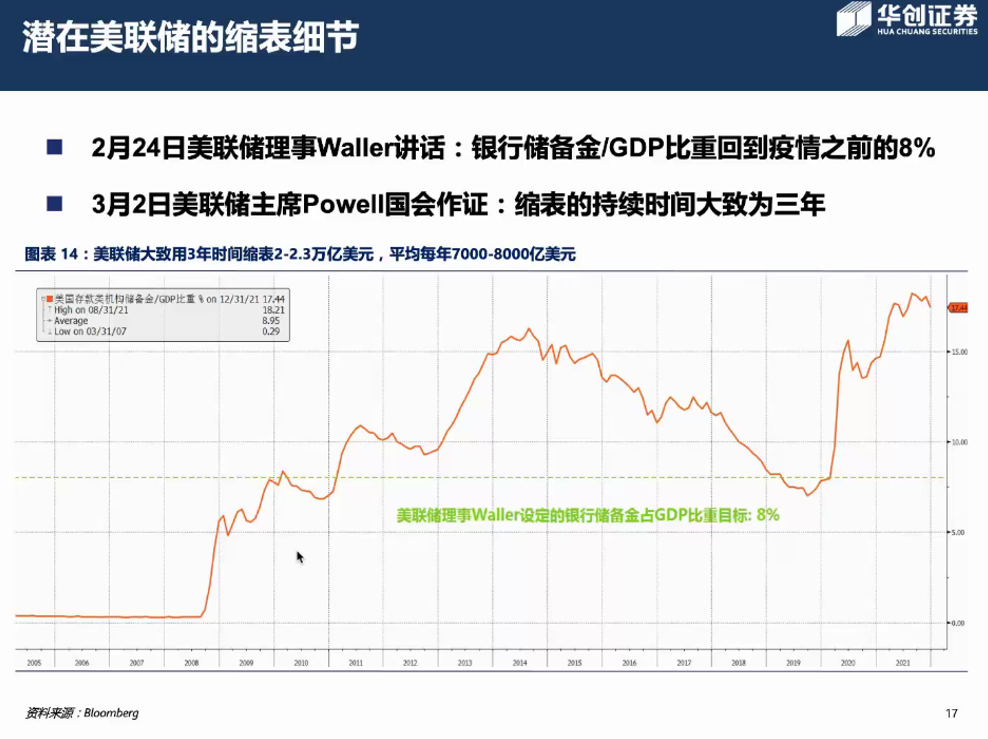 潜在美联储的缩表细节
华创证券
HUA CHUANG SECURITIES
2月24日美联储理事Waller讲话：银行储备金/GDP比重回到疫情之前的8%
3月2日美联储主席Powell国会作证：缩表的持续时间大致为三年
图表 14：美联储大致用3年时间缩表2-2.3万亿美元，平均每年7000-8000亿美元
美国存款类机构储备金/GDP比重 % on 12/31/21 17.44
High on 08/31/21 18.21
Average 8.95
Low on 03/31/07 0.29
17.44
15.00
10.00
美联储理事Waller设定的银行储备金占GDP比重目标: 8%
5.00
0.00
2005 2006 2007 2008 2009 2010 2011 2012 2013 2014 2015 2016 2017 2018 2019 2020 2021
资料来源：Bloomberg
17